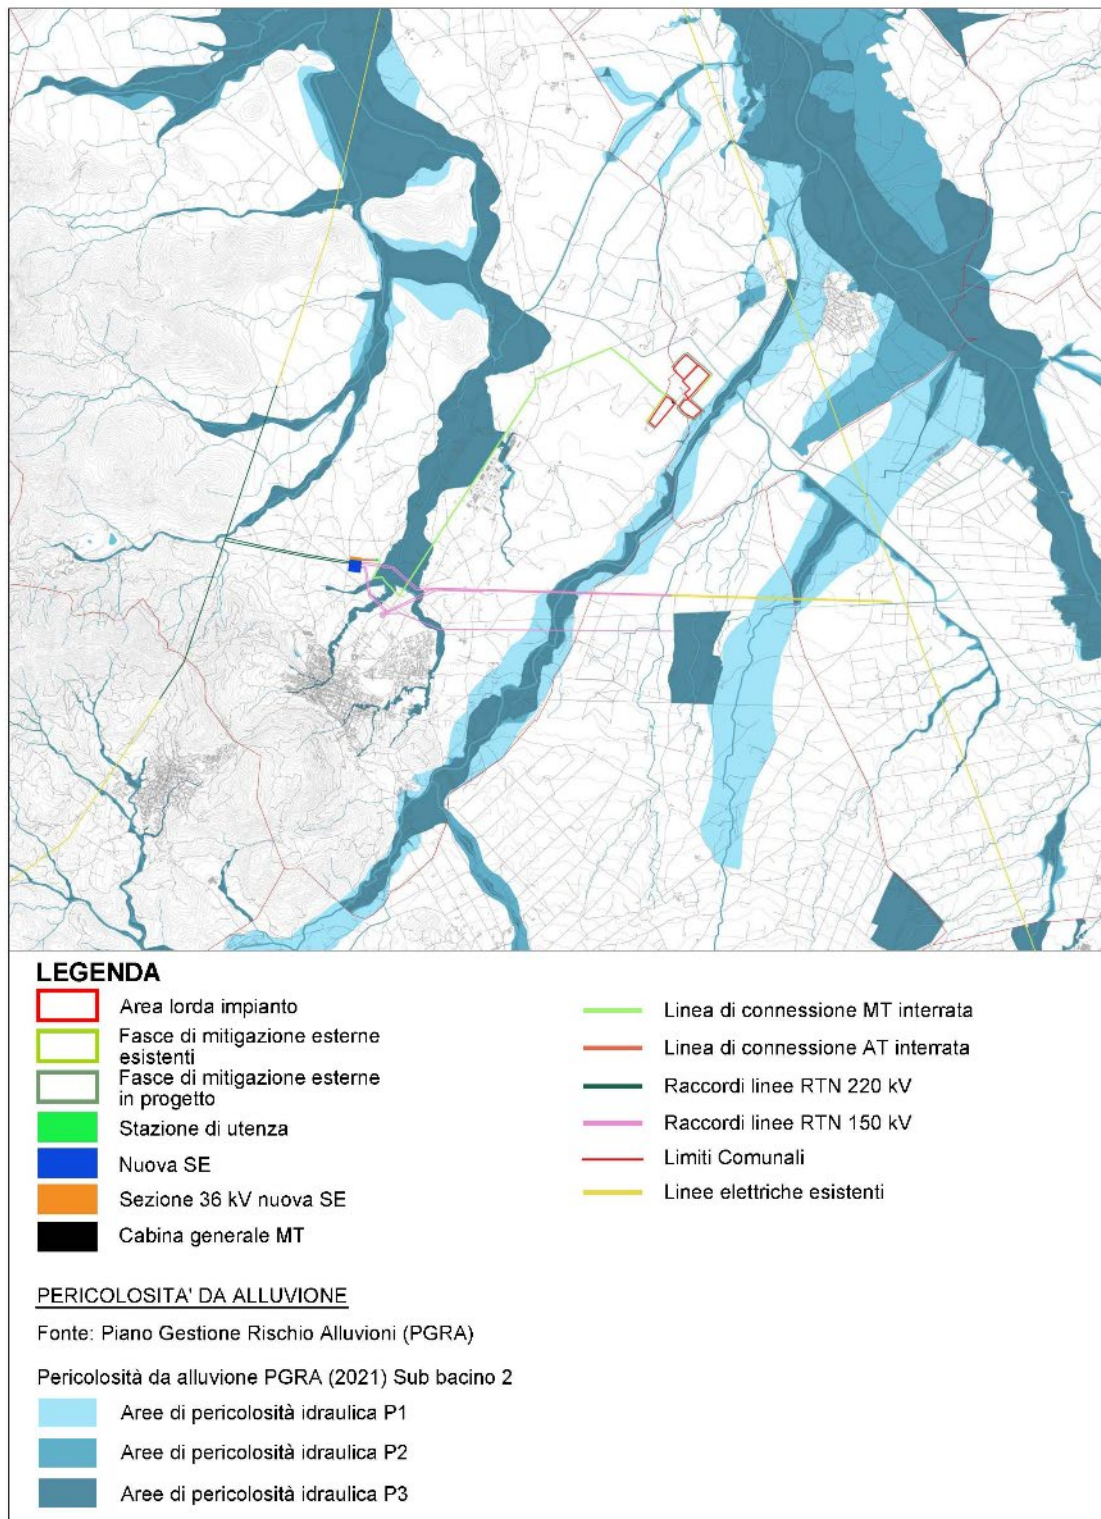 LEGENDA
Area lorda impianto
Fasce di mitigazione esterne
esistenti
Fasce di mitigazione esterne
in progetto
Stazione di utenza
Nuova SE
Sezione 36 kV nuova SE
Cabina generale MT
Linea di connessione MT interrata
Linea di connessione AT interrata
Raccordi linee RTN 220 kV
Raccordi linee RTN 150 kV
Limiti Comunali
Linee elettriche esistenti
PERICOLOSITA' DA ALLUVIONE
Fonte: Piano Gestione Rischio Alluvioni (PGRA)
Pericolosità da alluvione PGRA (2021) Sub bacino 2
Aree di pericolosità idraulica P1
Aree di pericolosità idraulica P2
Aree di pericolosità idraulica P3